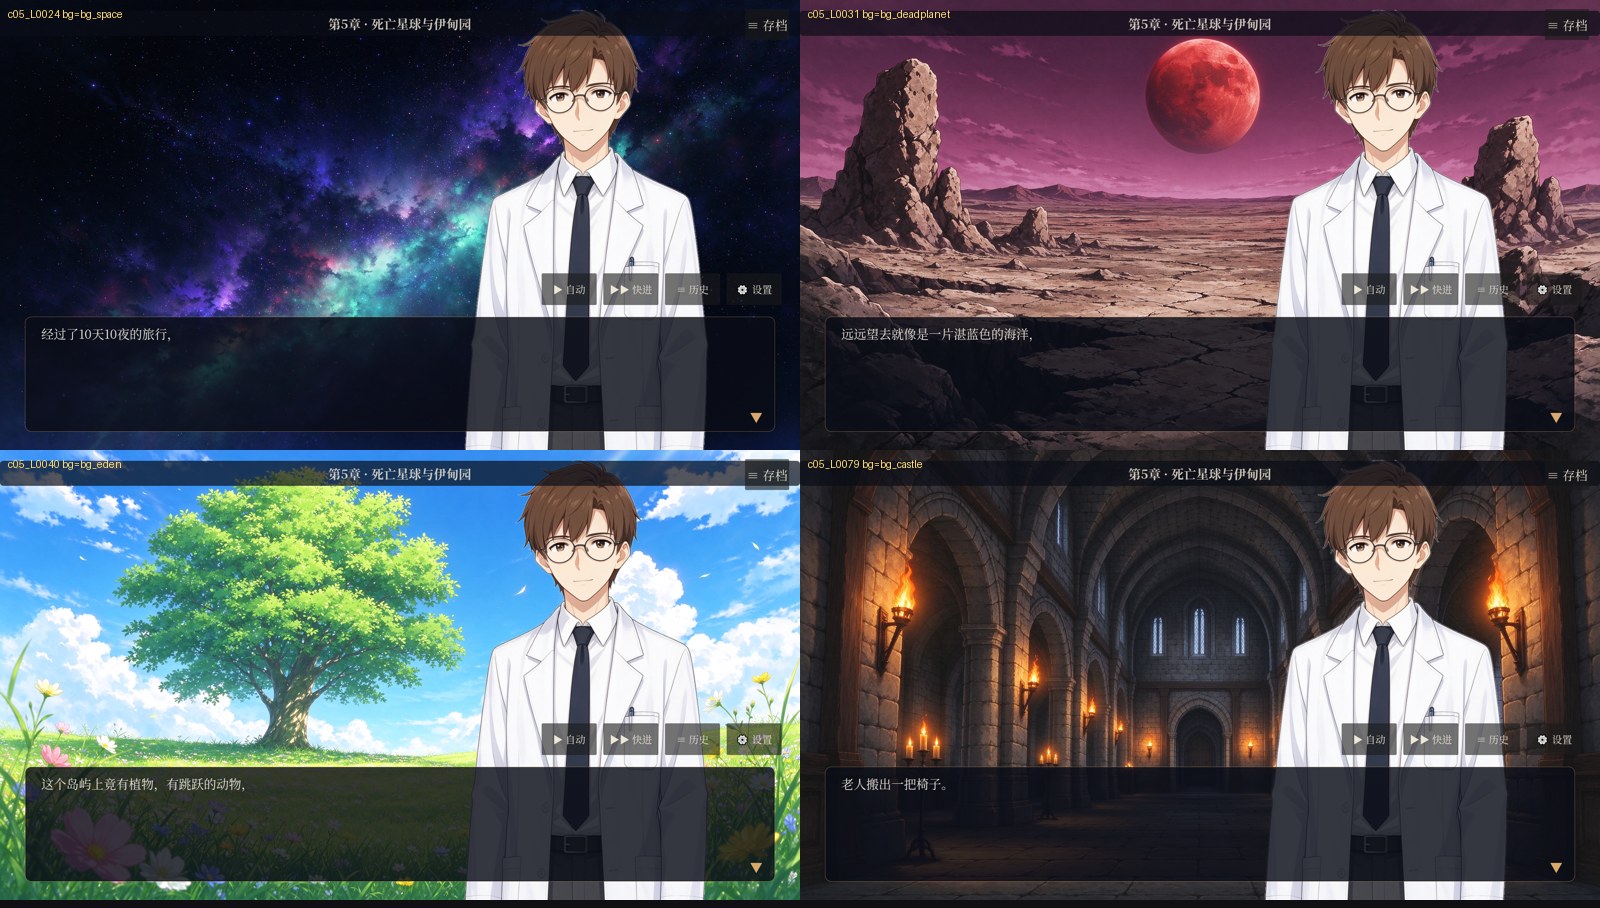 c05_L0024 bg=bg_space
第5章 · 死亡星球与伊甸园
≡ 存档
▶ 自动
▶▶ 快进
≡ 历史
设置
经过了10天10夜的旅行,
c05_L0031 bg=bg_deadplanet
第5章 · 死亡星球与伊甸园
≡ 存档
▶ 自动
▶▶ 快进
≡ 历史
设置
远远望去就像是一片湛蓝色的海洋,
c05_L0040 bg=bg_eden
第5章 · 死亡星球与伊甸园
≡ 存档
▶ 自动
▶▶ 快进
≡ 历史
设置
这个岛屿上竟有植物，有跳跃的动物,
c05_L0079 bg=bg_castle
第5章 · 死亡星球与伊甸园
≡ 存档
▶ 自动
▶▶ 快进
≡ 历史
设置
老人搬出一把椅子。